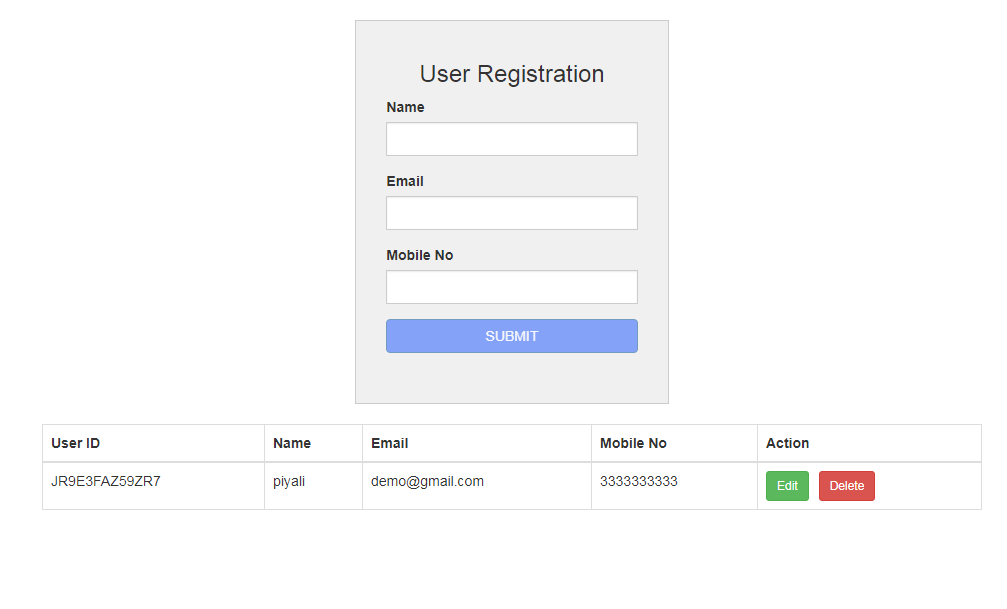 User Registration
Name
Email
Mobile No
SUBMIT
User ID Name Email Mobile No Action
JR9E3FAZ59ZR7 piyali demo@gmail.com 3333333333 Edit Delete